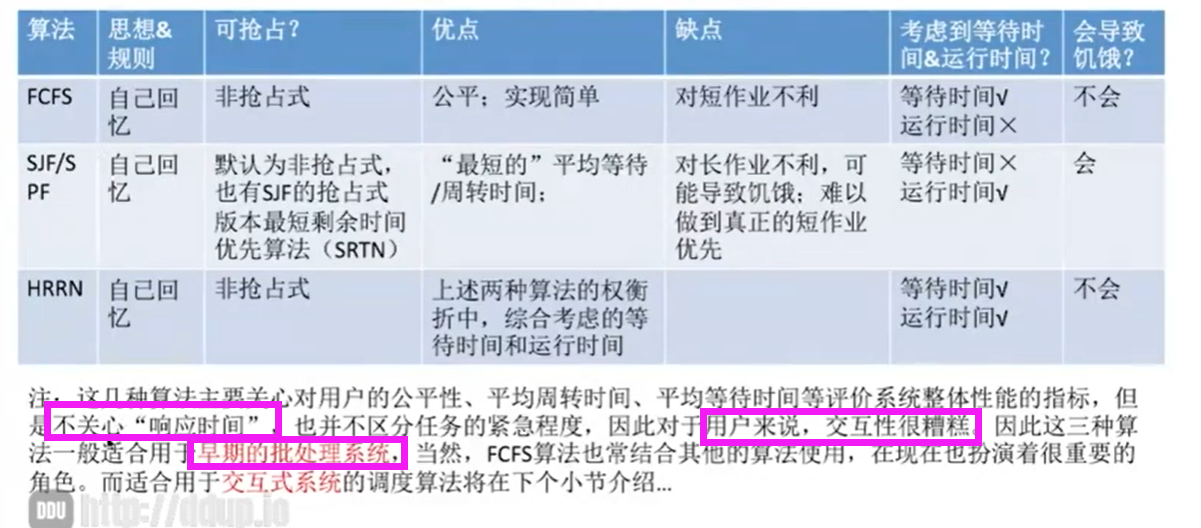 算法 思想& 可抢占? 优点 缺点 考虑到等待时 会导致
规则 间&运行时间? 饥饿?
FCFS 自己回 非抢占式 公平;实现简单 对短作业不利 等待时间√ 不会
忆 运行时间×
SJF/S 自己回 默认为非抢占式, “最短的”平均等待 对长作业不利,可 等待时间× 会
PF 忆 也有SJF的抢占式 /周转时间; 能导致饥饿;难以 运行时间√
版本最短剩余时间 做到真正的短作业
优先算法(SRTN) 优先
HRRN 自己回 非抢占式 上述两种算法的权衡 等待时间√ 不会
忆 折中,综合考虑的等 运行时间√
待时间和运行时间
注:这几种算法主要关心对用户的公平性、平均周转时间、平均等待时间等评价系统整体性能的指标,但
是不关心“响应时间”,也并不区分任务的紧急程度,因此对于用户来说,交互性很糟糕。因此这三种算
法一般适合用于早期的批处理系统,当然,FCFS算法也常结合其他的算法使用,在现在也扮演着很重要的
角色。而适合用于交互式系统的调度算法将在下个小节介绍...
DDU http://ddup.io